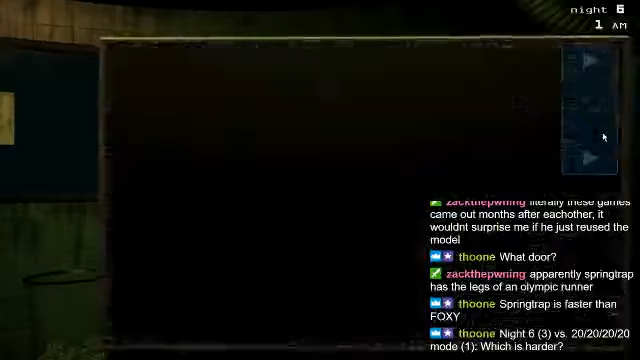 night 6
1 AM
zackthepwning literally these games
came out months after eachother, it
wouldnt surprise me if he just reused the
model
thoone What door?
zackthepwning apparently springtrap
has the legs of an olympic runner
thoone Springtrap is faster than
FOXY
thoone Night 6 (3) vs. 20/20/20/20
mode (1): Which is harder?